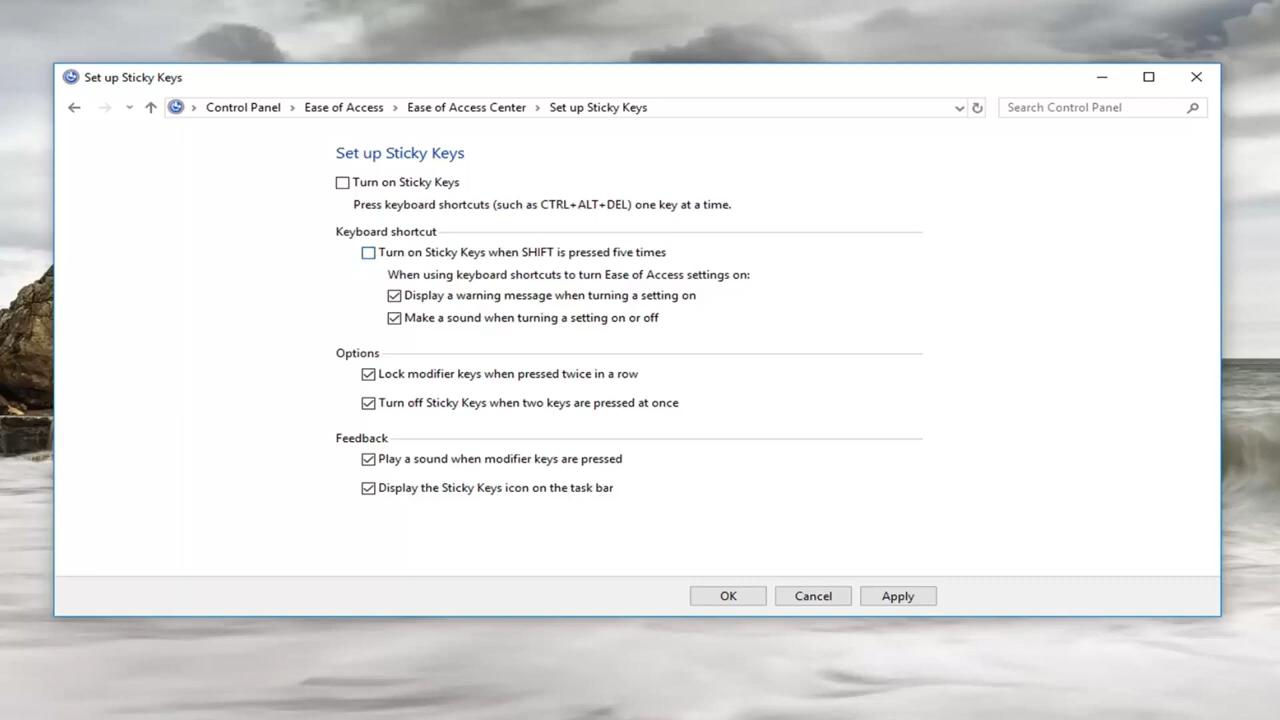 Set up Sticky Keys
Control Panel > Ease of Access > Ease of Access Center > Set up Sticky Keys
Search Control Panel
Set up Sticky Keys
Turn on Sticky Keys
Press keyboard shortcuts (such as CTRL+ALT+DEL) one key at a time.
Keyboard shortcut
Turn on Sticky Keys when SHIFT is pressed five times
When using keyboard shortcuts to turn Ease of Access settings on:
Display a warning message when turning a setting on
Make a sound when turning a setting on or off
Options
Lock modifier keys when pressed twice in a row
Turn off Sticky Keys when two keys are pressed at once
Feedback
Play a sound when modifier keys are pressed
Display the Sticky Keys icon on the task bar
OK Cancel Apply